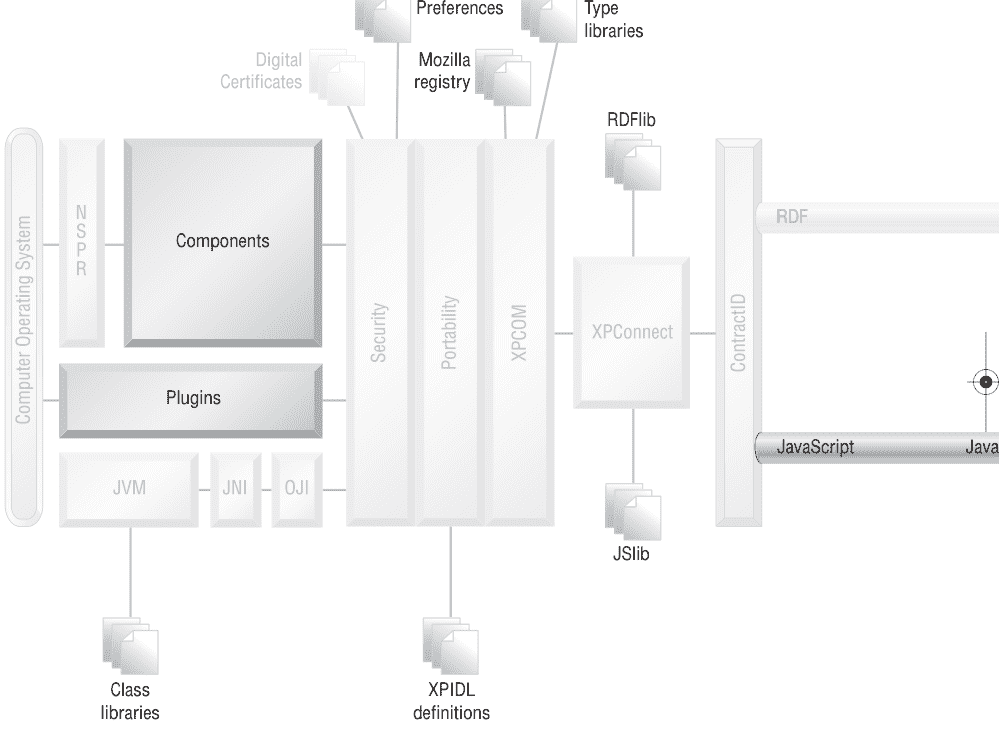 Preferences
Type
libraries
Digital
Certificates
Mozilla
registry
RDFlib
Computer Operating System
NSPR
Components
Security
Portability
XPCOM
XPConnect
ContractID
RDF
Plugins
JavaScript
Java
JVM
JNI
OJI
JSlib
Class
libraries
XPIDL
definitions